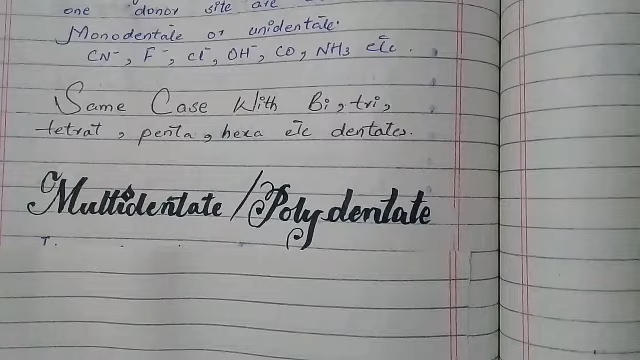 one donor site are
Monodentate or unidentate.
CN⁻, F⁻, Cl⁻, OH⁻, CO, NH3 etc.
Same Case With Bi, tri,
tetrat, penta, hexa etc dentates.
Multidentate / Polydentate
T.